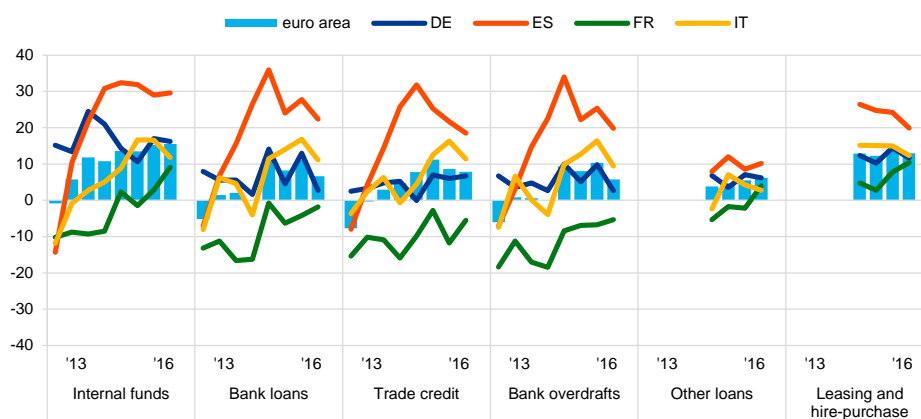 euro area DE ES FR IT
40
30
20
10
0
-10
-20
-30
-40
'13 '16 '13 '16 '13 '16 '13 '16 '13 '16 '13 '16
Internal funds Bank loans Trade credit Bank overdrafts Other loans Leasing and
hire-purchase